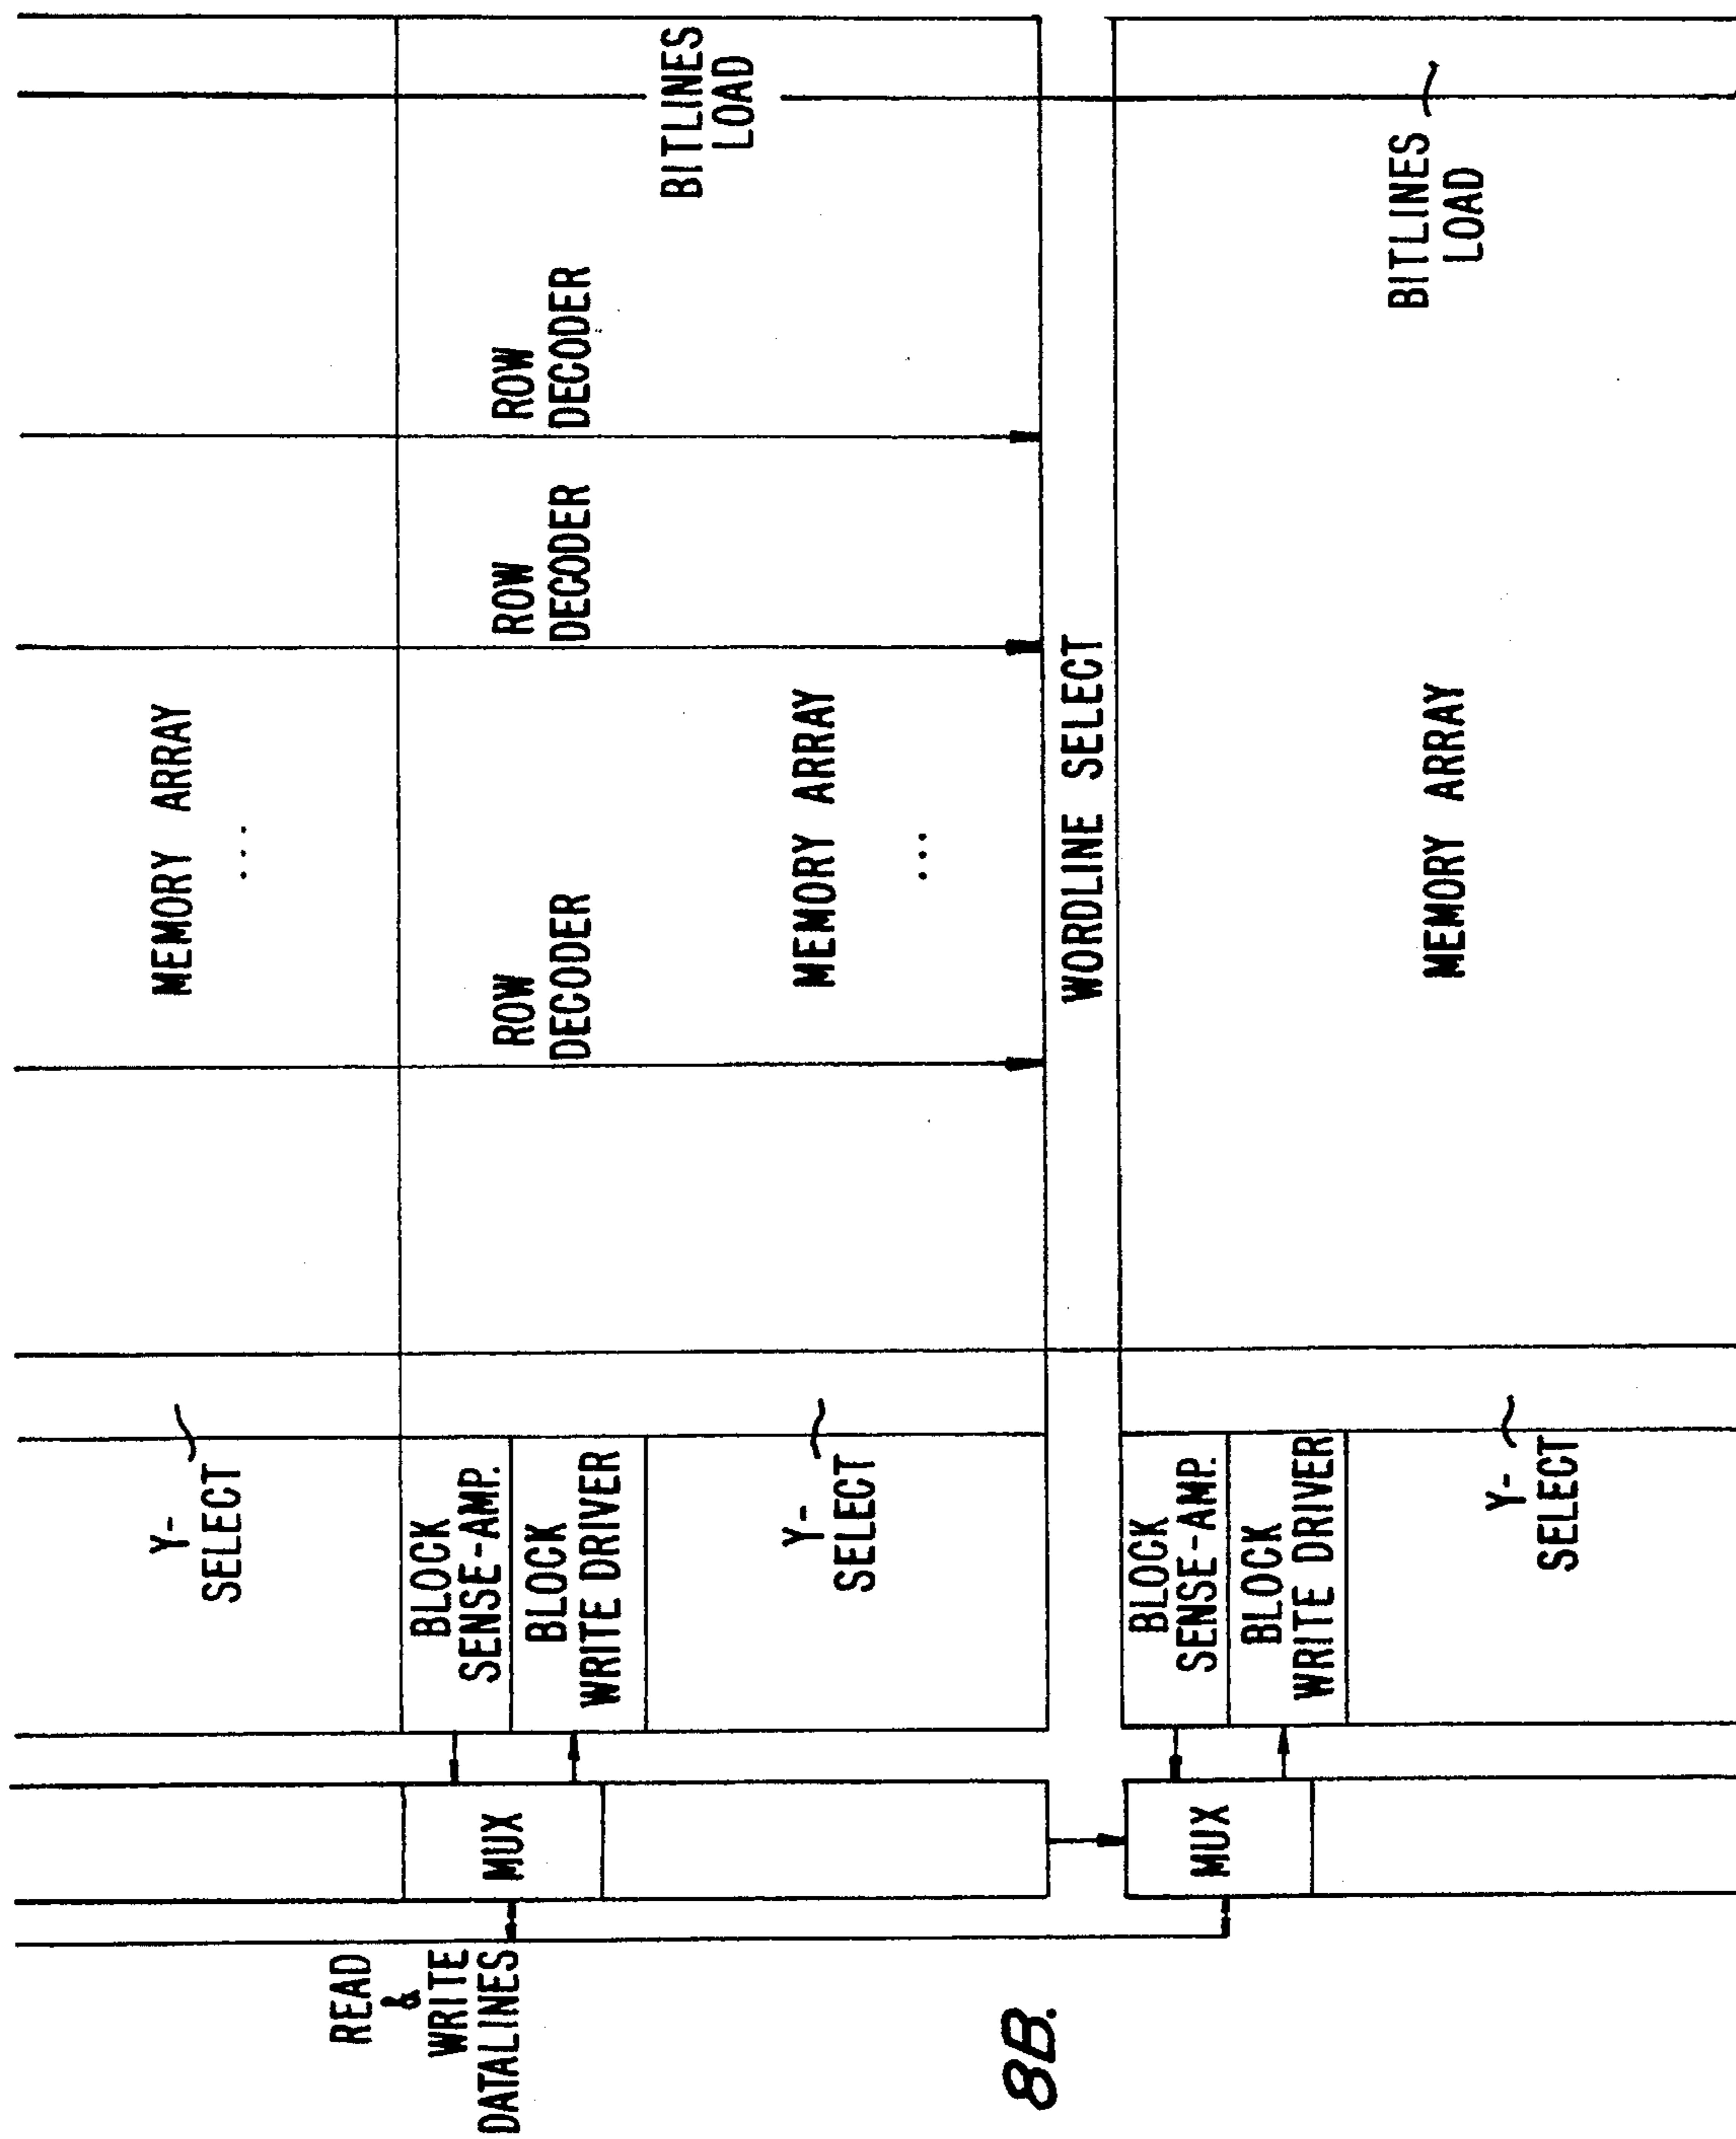 Y-
SELECT
MEMORY ARRAY
...
READ
&
WRITE
DATALINES
MUX
BLOCK
SENSE-AMP.
BLOCK
WRITE DRIVER
ROW
DECODER
ROW
DECODER
ROW
DECODER
BITLINES
LOAD
Y-
SELECT
MEMORY ARRAY
...
8B.
WORDLINE SELECT
MUX
BLOCK
SENSE-AMP.
BLOCK
WRITE DRIVER
Y-
SELECT
MEMORY ARRAY
BITLINES
LOAD